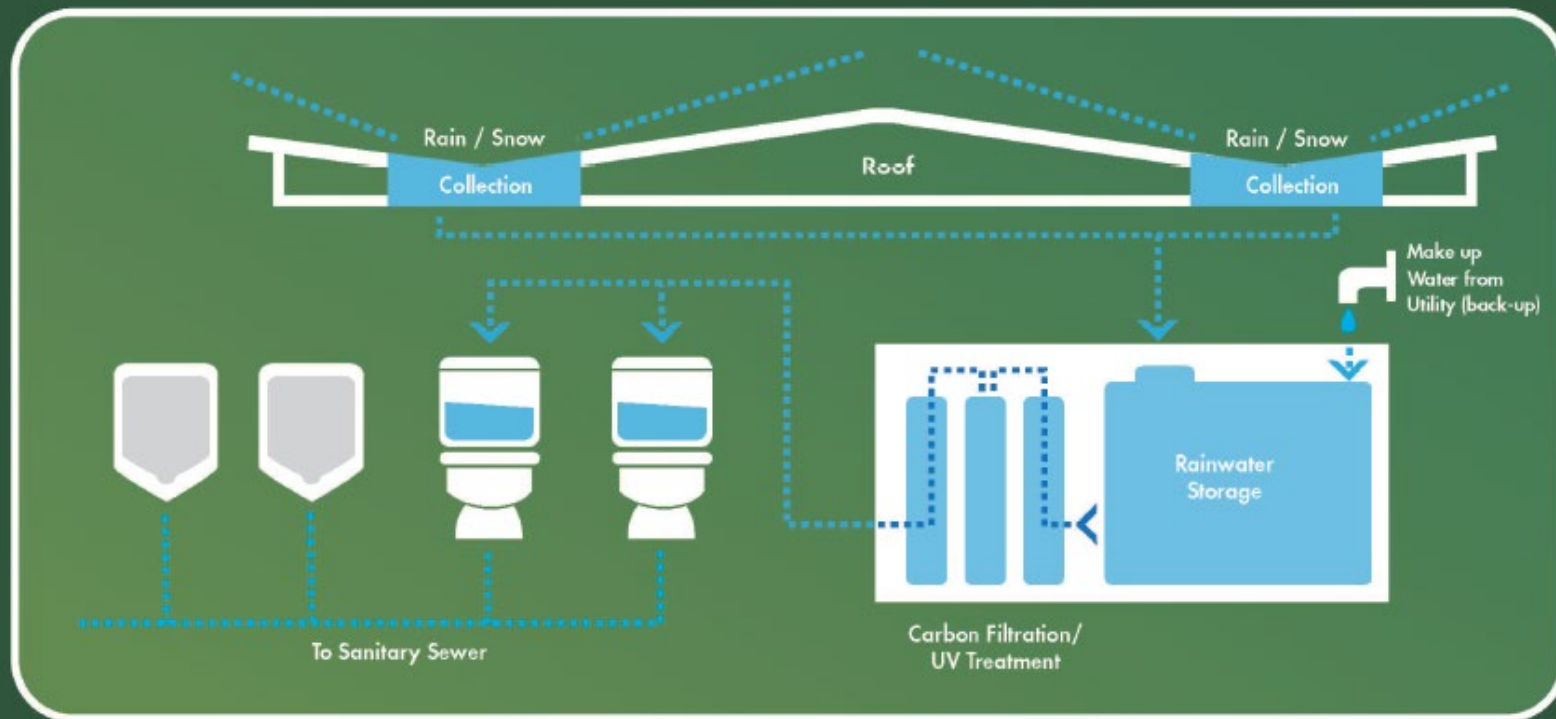 Rain / Snow
Collection
Roof
Rain / Snow
Collection
Make up
Water from
Utility (back-up)
Rainwater
Storage
Carbon Filtration/
UV Treatment
To Sanitary Sewer